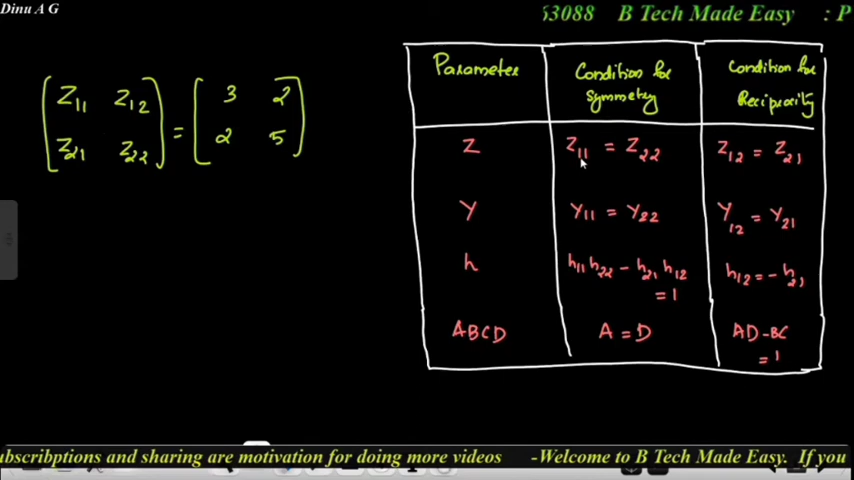 Dinu A G
53088 B Tech Made Easy : P
[Z11 Z12
Z21 Z22] = [3 2
2 5]
Parameter
Condition for
Symmetry
Condition for
Reciprocity
Z
Z11 = Z22
Z12 = Z21
Y
Y11 = Y22
Y12 = Y21
h
h11 h22 - h21 h12
= 1
h12 = - h21
ABCD
A = D
AD - BC
= 1
ubscribptions and sharing are motivation for doing more videos -Welcome to B Tech Made Easy. If you